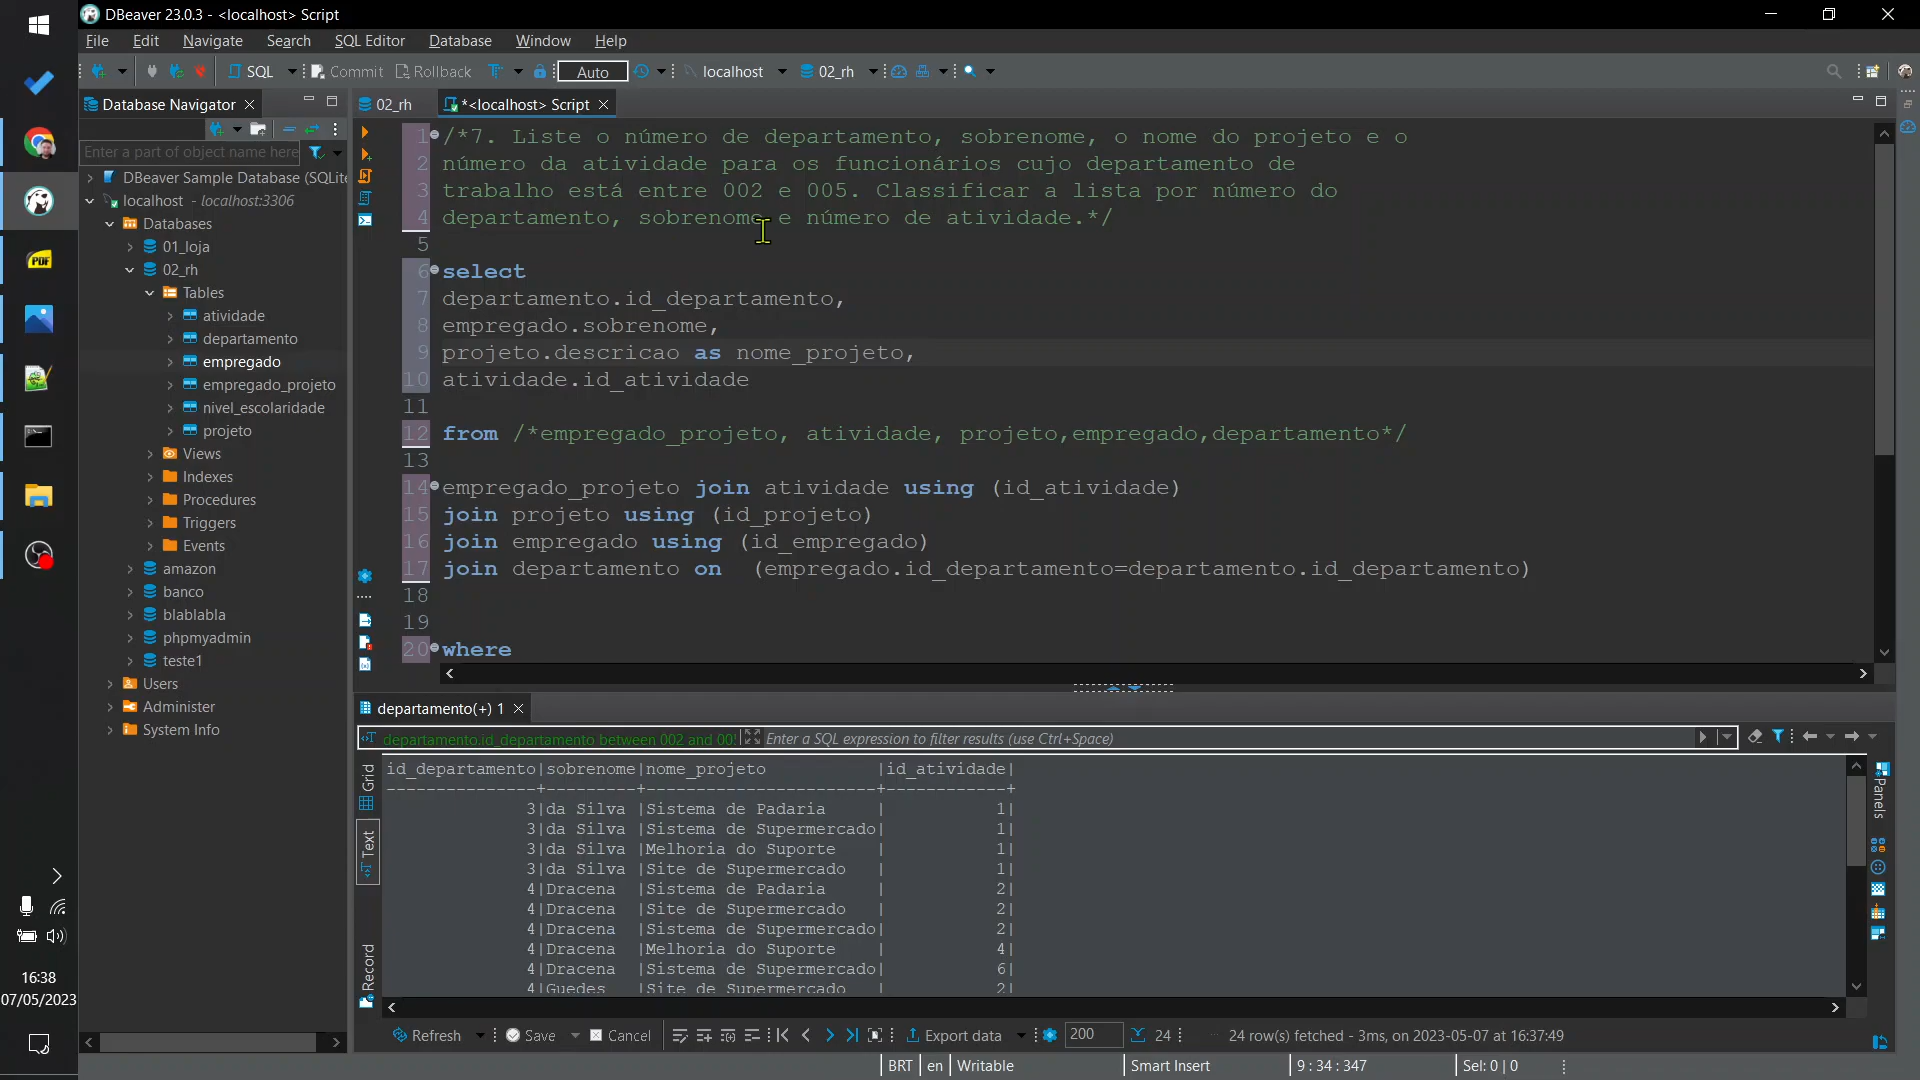 DBeaver 23.0.3 - <localhost> Script
File Edit Navigate Search SQL Editor Database Window Help
SQL Commit Rollback Auto localhost 02_rh
Database Navigator
02_rh
*<localhost> Script
Enter a part of object name here
DBeaver Sample Database (SQLite
localhost - localhost:3306
Databases
01_loja
02_rh
Tables
atividade
departamento
empregado
empregado_projeto
nivel_escolaridade
projeto
Views
Indexes
Procedures
Triggers
Events
amazon
banco
blablabla
phpmyadmin
teste1
Users
Administer
System Info
1 /*7. Liste o número de departamento, sobrenome, o nome do projeto e o
2 número da atividade para os funcionários cujo departamento de
3 trabalho está entre 002 e 005. Classificar a lista por número do
4 departamento, sobrenome e número de atividade.*/
5
6 select
7 departamento.id_departamento,
8 empregado.sobrenome,
9 projeto.descricao as nome_projeto,
10 atividade.id_atividade
11
12 from /*empregado_projeto, atividade, projeto,empregado,departamento*/
13
14 empregado_projeto join atividade using (id_atividade)
15 join projeto using (id_projeto)
16 join empregado using (id_empregado)
17 join departamento on (empregado.id_departamento=departamento.id_departamento)
18
19
20 where
departamento(+) 1
departamento.id_departamento between 002 and 00
Enter a SQL expression to filter results (use Ctrl+Space)
Grid
Text
Record
Panels
id_departamento|sobrenome|nome_projeto |id_atividade|
---------------+---------+-----------------------+------------+
3|da Silva |Sistema de Padaria | 1|
3|da Silva |Sistema de Supermercado| 1|
3|da Silva |Melhoria do Suporte | 1|
3|da Silva |Site de Supermercado | 1|
4|Dracena |Sistema de Padaria | 2|
4|Dracena |Site de Supermercado | 2|
4|Dracena |Sistema de Supermercado| 2|
4|Dracena |Melhoria do Suporte | 4|
4|Dracena |Sistema de Supermercado| 6|
4|Guedes |Site de Supermercado | 2|
Refresh Save Cancel Export data 200 24 24 row(s) fetched - 3ms, on 2023-05-07 at 16:37:49
BRT en Writable Smart Insert 9 : 34 : 347 Sel: 0 | 0
PDF
16:38
07/05/2023